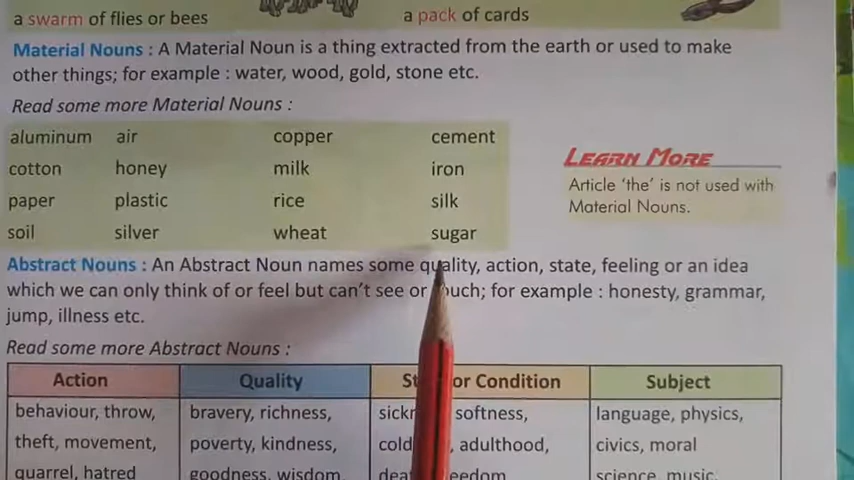 a swarm of flies or bees
a pack of cards
Material Nouns : A Material Noun is a thing extracted from the earth or used to make
other things; for example : water, wood, gold, stone etc.
Read some more Material Nouns :
aluminum air copper cement
cotton honey milk iron
paper plastic rice silk
soil silver wheat sugar
LEARN MORE
Article 'the' is not used with
Material Nouns.
Abstract Nouns : An Abstract Noun names some quality, action, state, feeling or an idea
which we can only think of or feel but can't see or touch; for example : honesty, grammar,
jump, illness etc.
Read some more Abstract Nouns :
Action Quality or Condition Subject
behaviour, throw, bravery, richness, softness, language, physics,
theft, movement, poverty, kindness, adulthood, civics, moral
quarrel, hatred goodness, wisdom, science, music,